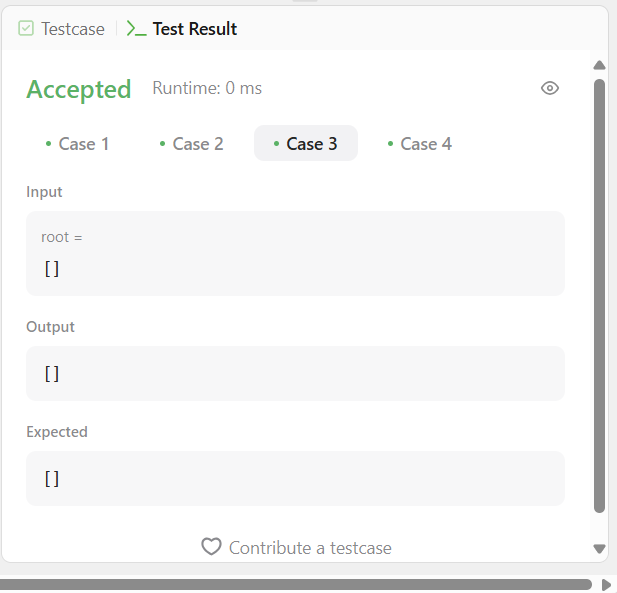 Testcase Test Result
Accepted Runtime: 0 ms
Case 1 Case 2 Case 3 Case 4
Input
root =
[]
Output
[]
Expected
[]
Contribute a testcase